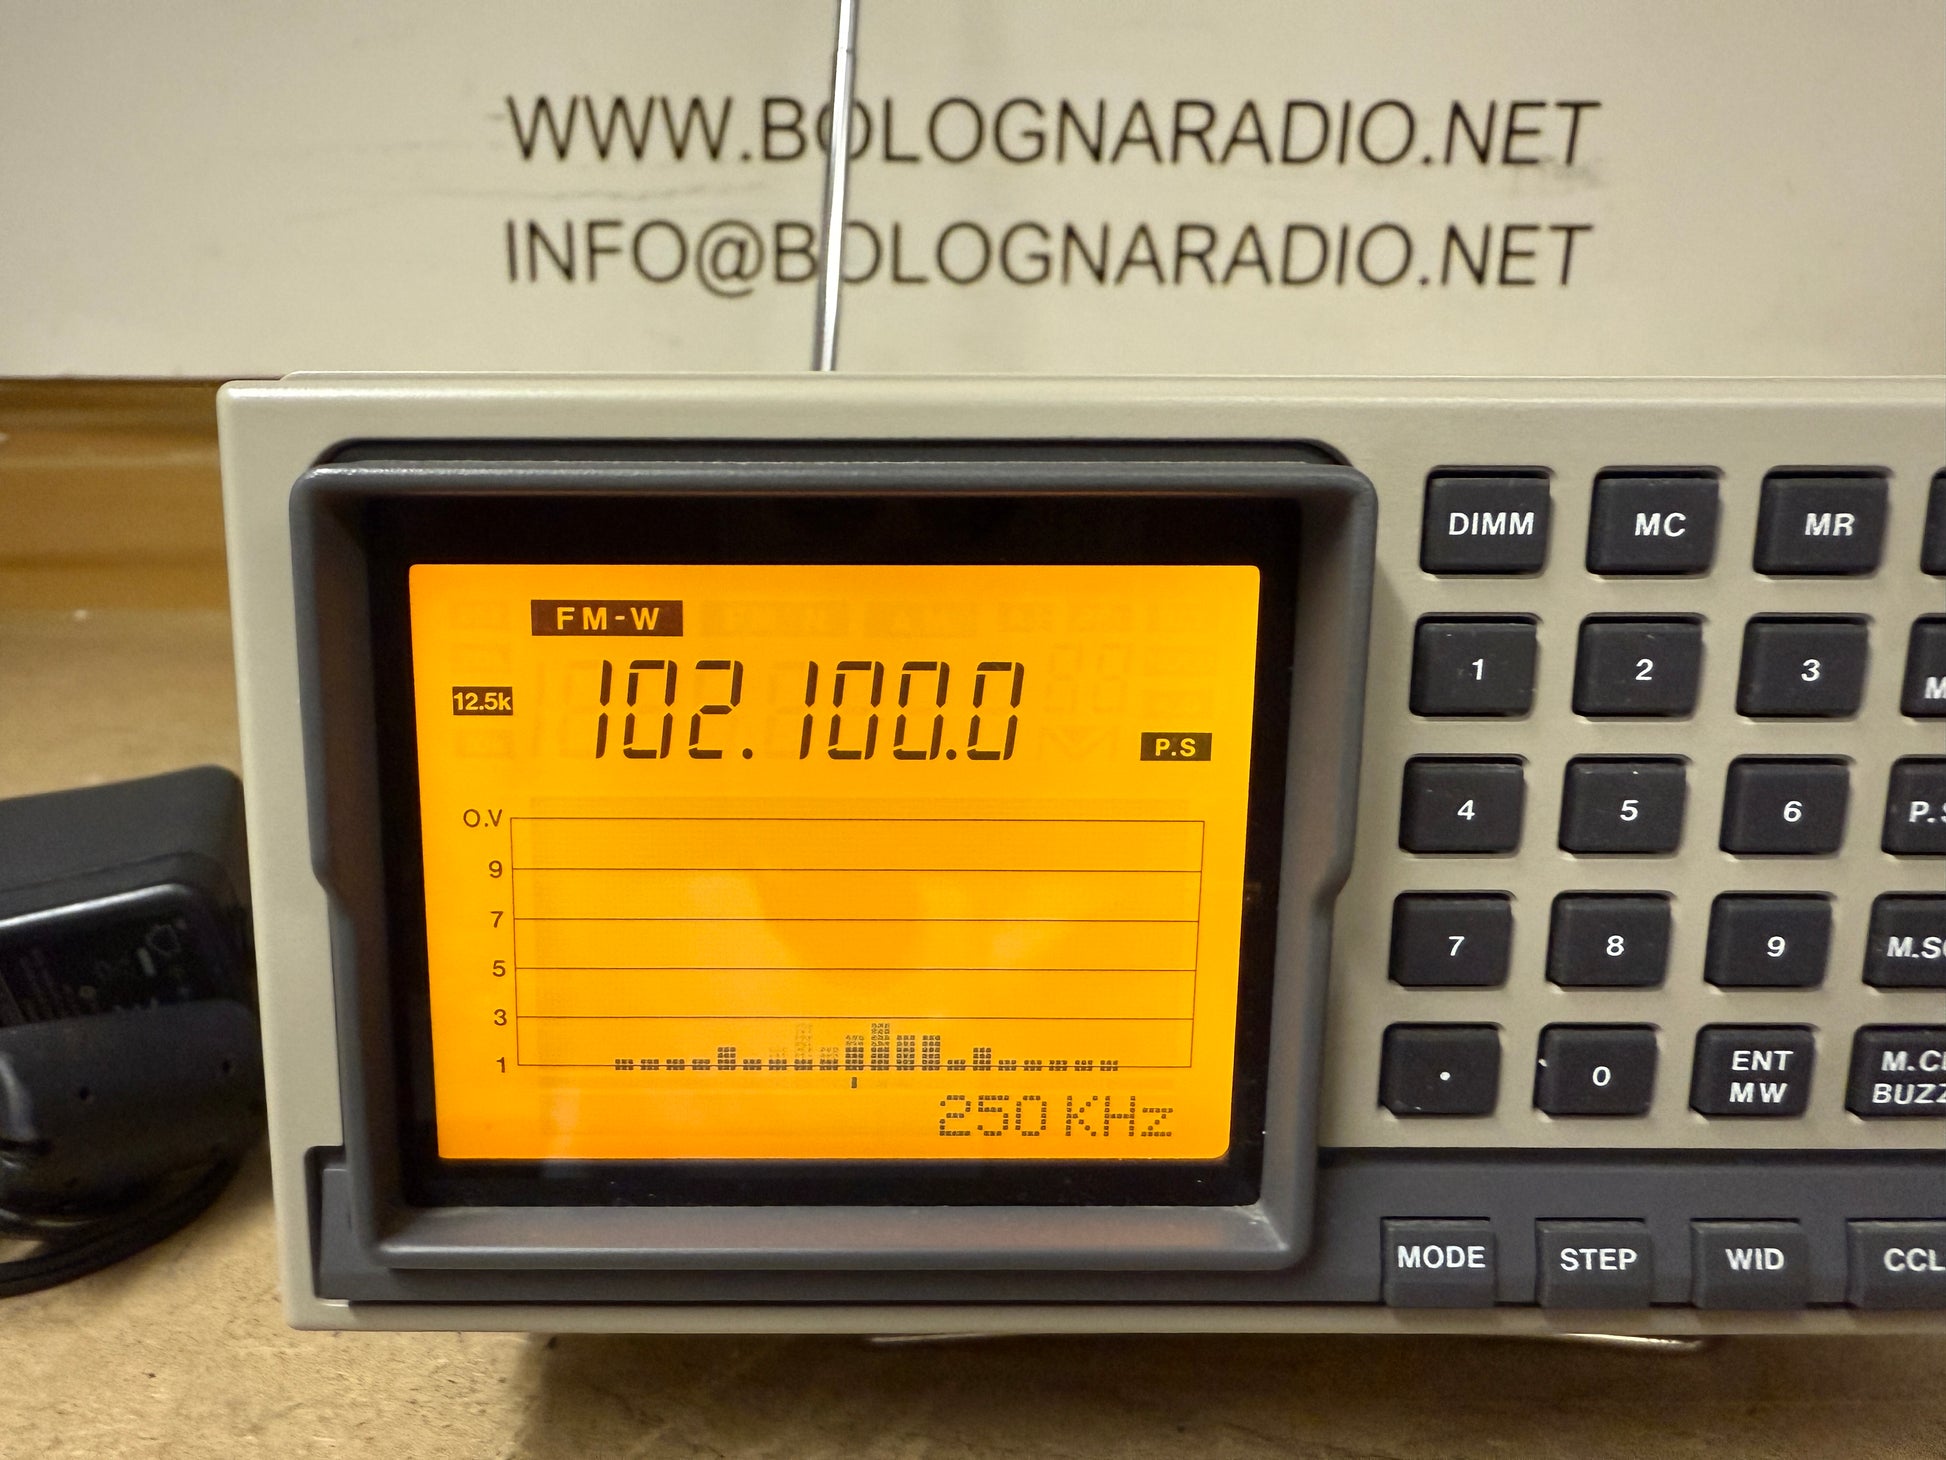 WWW.BOLOGNARADIO.NET
INFO@BOLOGNARADIO.NET
FM-W
12.5k
102.100.0
P.S
O.V
9
7
5
3
1
250 KHz
DIMM MC MR
1 2 3
4 5 6
7 8 9
. 0 ENT
MW
MODE STEP WID